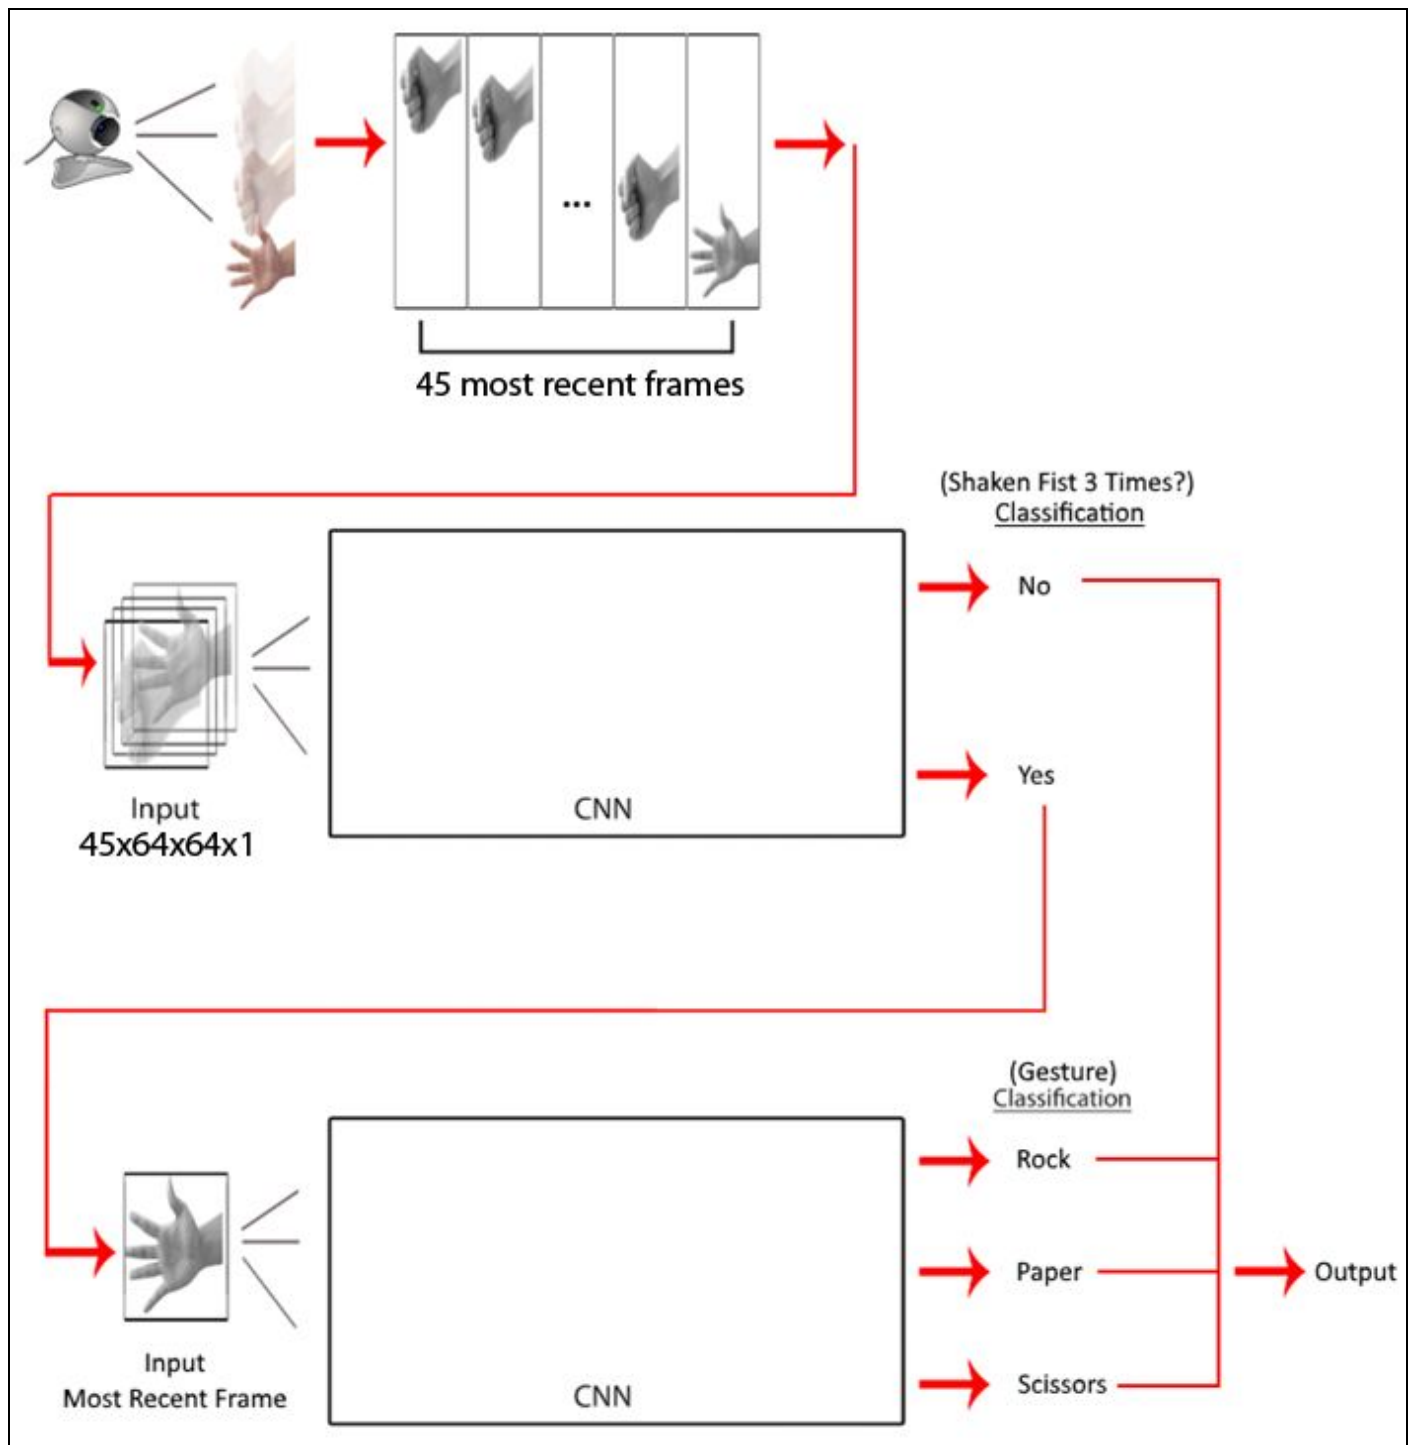 ...
45 most recent frames
(Shaken Fist 3 Times?)
Classification
No
Yes
CNN
Input
45x64x64x1
(Gesture)
Classification
Rock
Paper
Scissors
Output
CNN
Input
Most Recent Frame